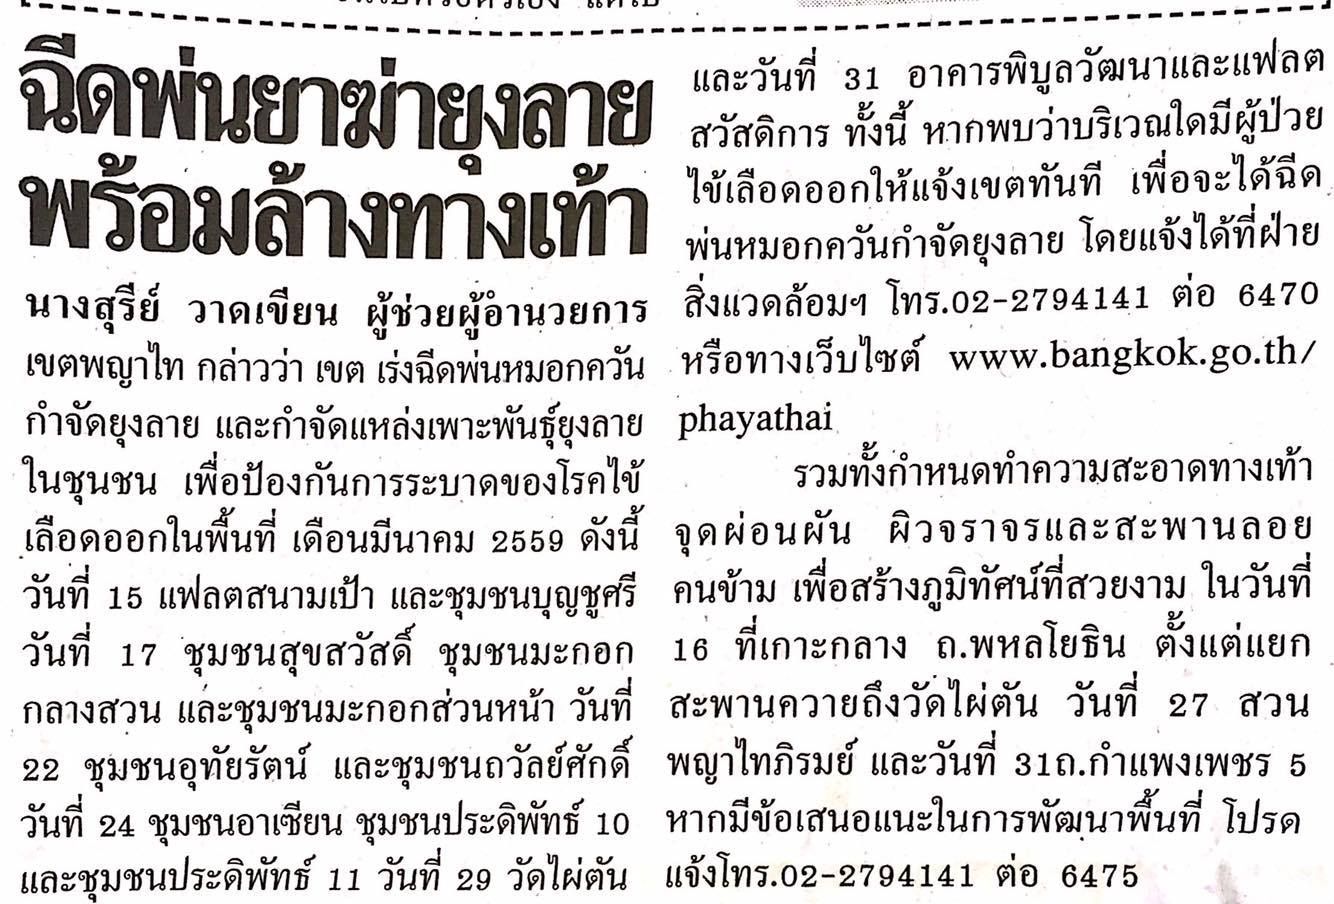 ฉีดพ่นยาฆ่ายุงลาย
พร้อมล้างทางเท้า
นางสุรีย์ วาดเขียน ผู้ช่วยผู้อำนวยการ
เขตพญาไท กล่าวว่า เขต เร่งฉีดพ่นหมอกควัน
กำจัดยุงลาย และกำจัดแหล่งเพาะพันธุ์ยุงลาย
ในชุนชน เพื่อป้องกันการระบาดของโรคไข้
เลือดออกในพื้นที่ เดือนมีนาคม 2559 ดังนี้
วันที่ 15 แฟลตสนามเป้า และชุมชนบุญชูศรี
วันที่ 17 ชุมชนสุขสวัสดิ์ ชุมชนมะกอก
กลางสวน และชุมชนมะกอกส่วนหน้า วันที่
22 ชุมชนอุทัยรัตน์ และชุมชนถวัลย์ศักดิ์
วันที่ 24 ชุมชนอาเซียน ชุมชนประดิพัทธ์ 10
และชุมชนประดิพัทธ์ 11 วันที่ 29 วัดไผ่ตัน
และวันที่ 31 อาคารพิบูลวัฒนาและแฟลต
สวัสดิการ ทั้งนี้ หากพบว่าบริเวณใดมีผู้ป่วย
ไข้เลือดออกให้แจ้งเขตทันที เพื่อจะได้ฉีด
พ่นหมอกควันกำจัดยุงลาย โดยแจ้งได้ที่ฝ่าย
สิ่งแวดล้อมฯ โทร.02-2794141 ต่อ 6470
หรือทางเว็บไซต์ www.bangkok.go.th/
phayathai
รวมทั้งกำหนดทำความสะอาดทางเท้า
จุดผ่อนผัน ผิวจราจรและสะพานลอย
คนข้าม เพื่อสร้างภูมิทัศน์ที่สวยงาม ในวันที่
16 ที่เกาะกลาง ถ.พหลโยธิน ตั้งแต่แยก
สะพานควายถึงวัดไผ่ตัน วันที่ 27 สวน
พญาไทภิรมย์ และวันที่ 31ถ.กำแพงเพชร 5
หากมีข้อเสนอแนะในการพัฒนาพื้นที่ โปรด
แจ้งโทร.02-2794141 ต่อ 6475